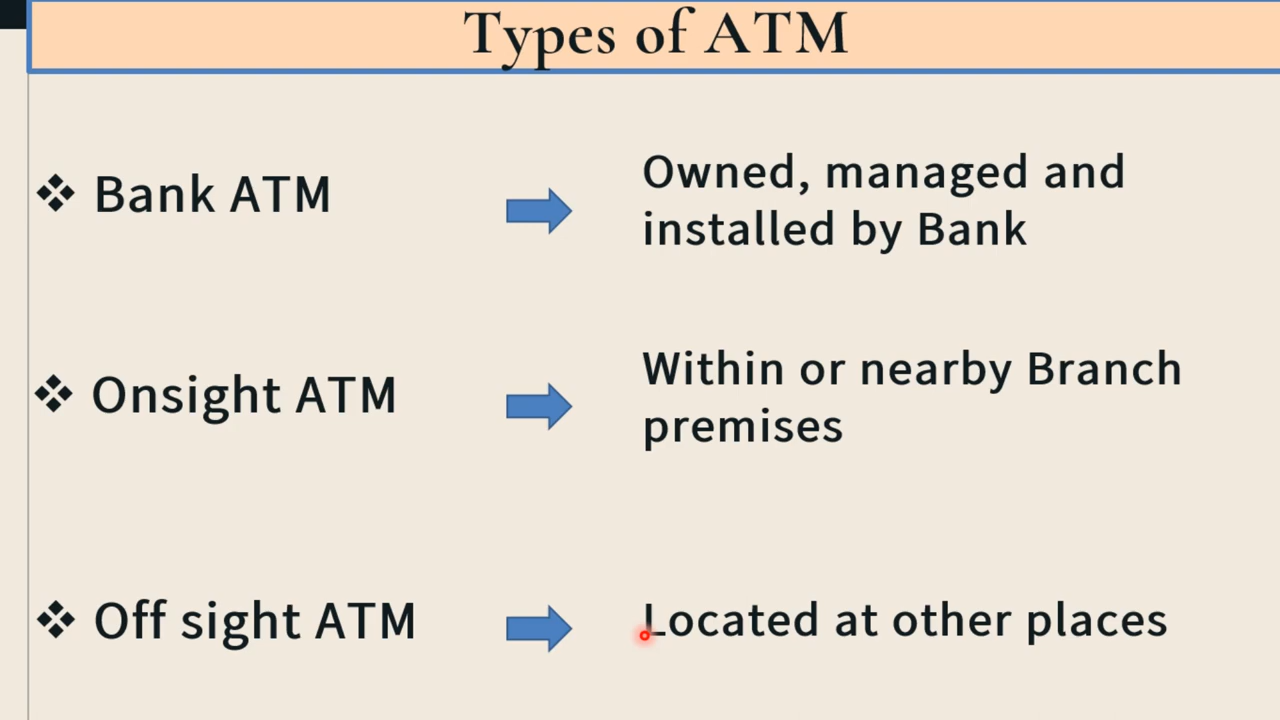 Types of ATM
❖ Bank ATM
Owned, managed and
installed by Bank
❖ Onsight ATM
Within or nearby Branch
premises
❖ Off sight ATM
Located at other places